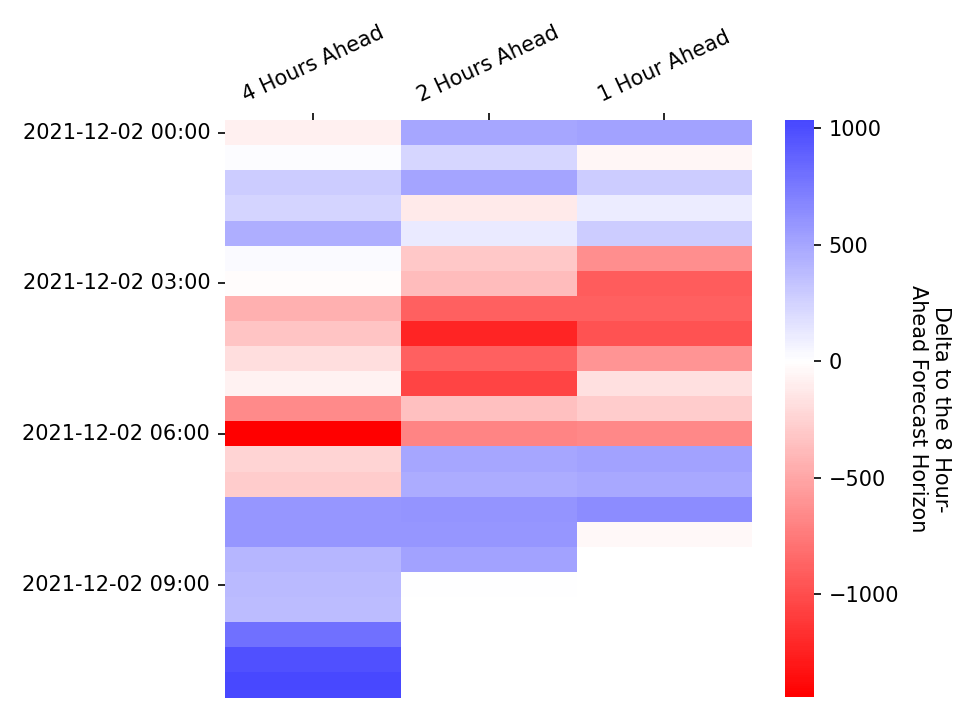 4 Hours Ahead
2 Hours Ahead
1 Hour Ahead
2021-12-02 00:00
2021-12-02 03:00
2021-12-02 06:00
2021-12-02 09:00
1000
500
0
−500
−1000
Delta to the 8 Hour-
Ahead Forecast Horizon